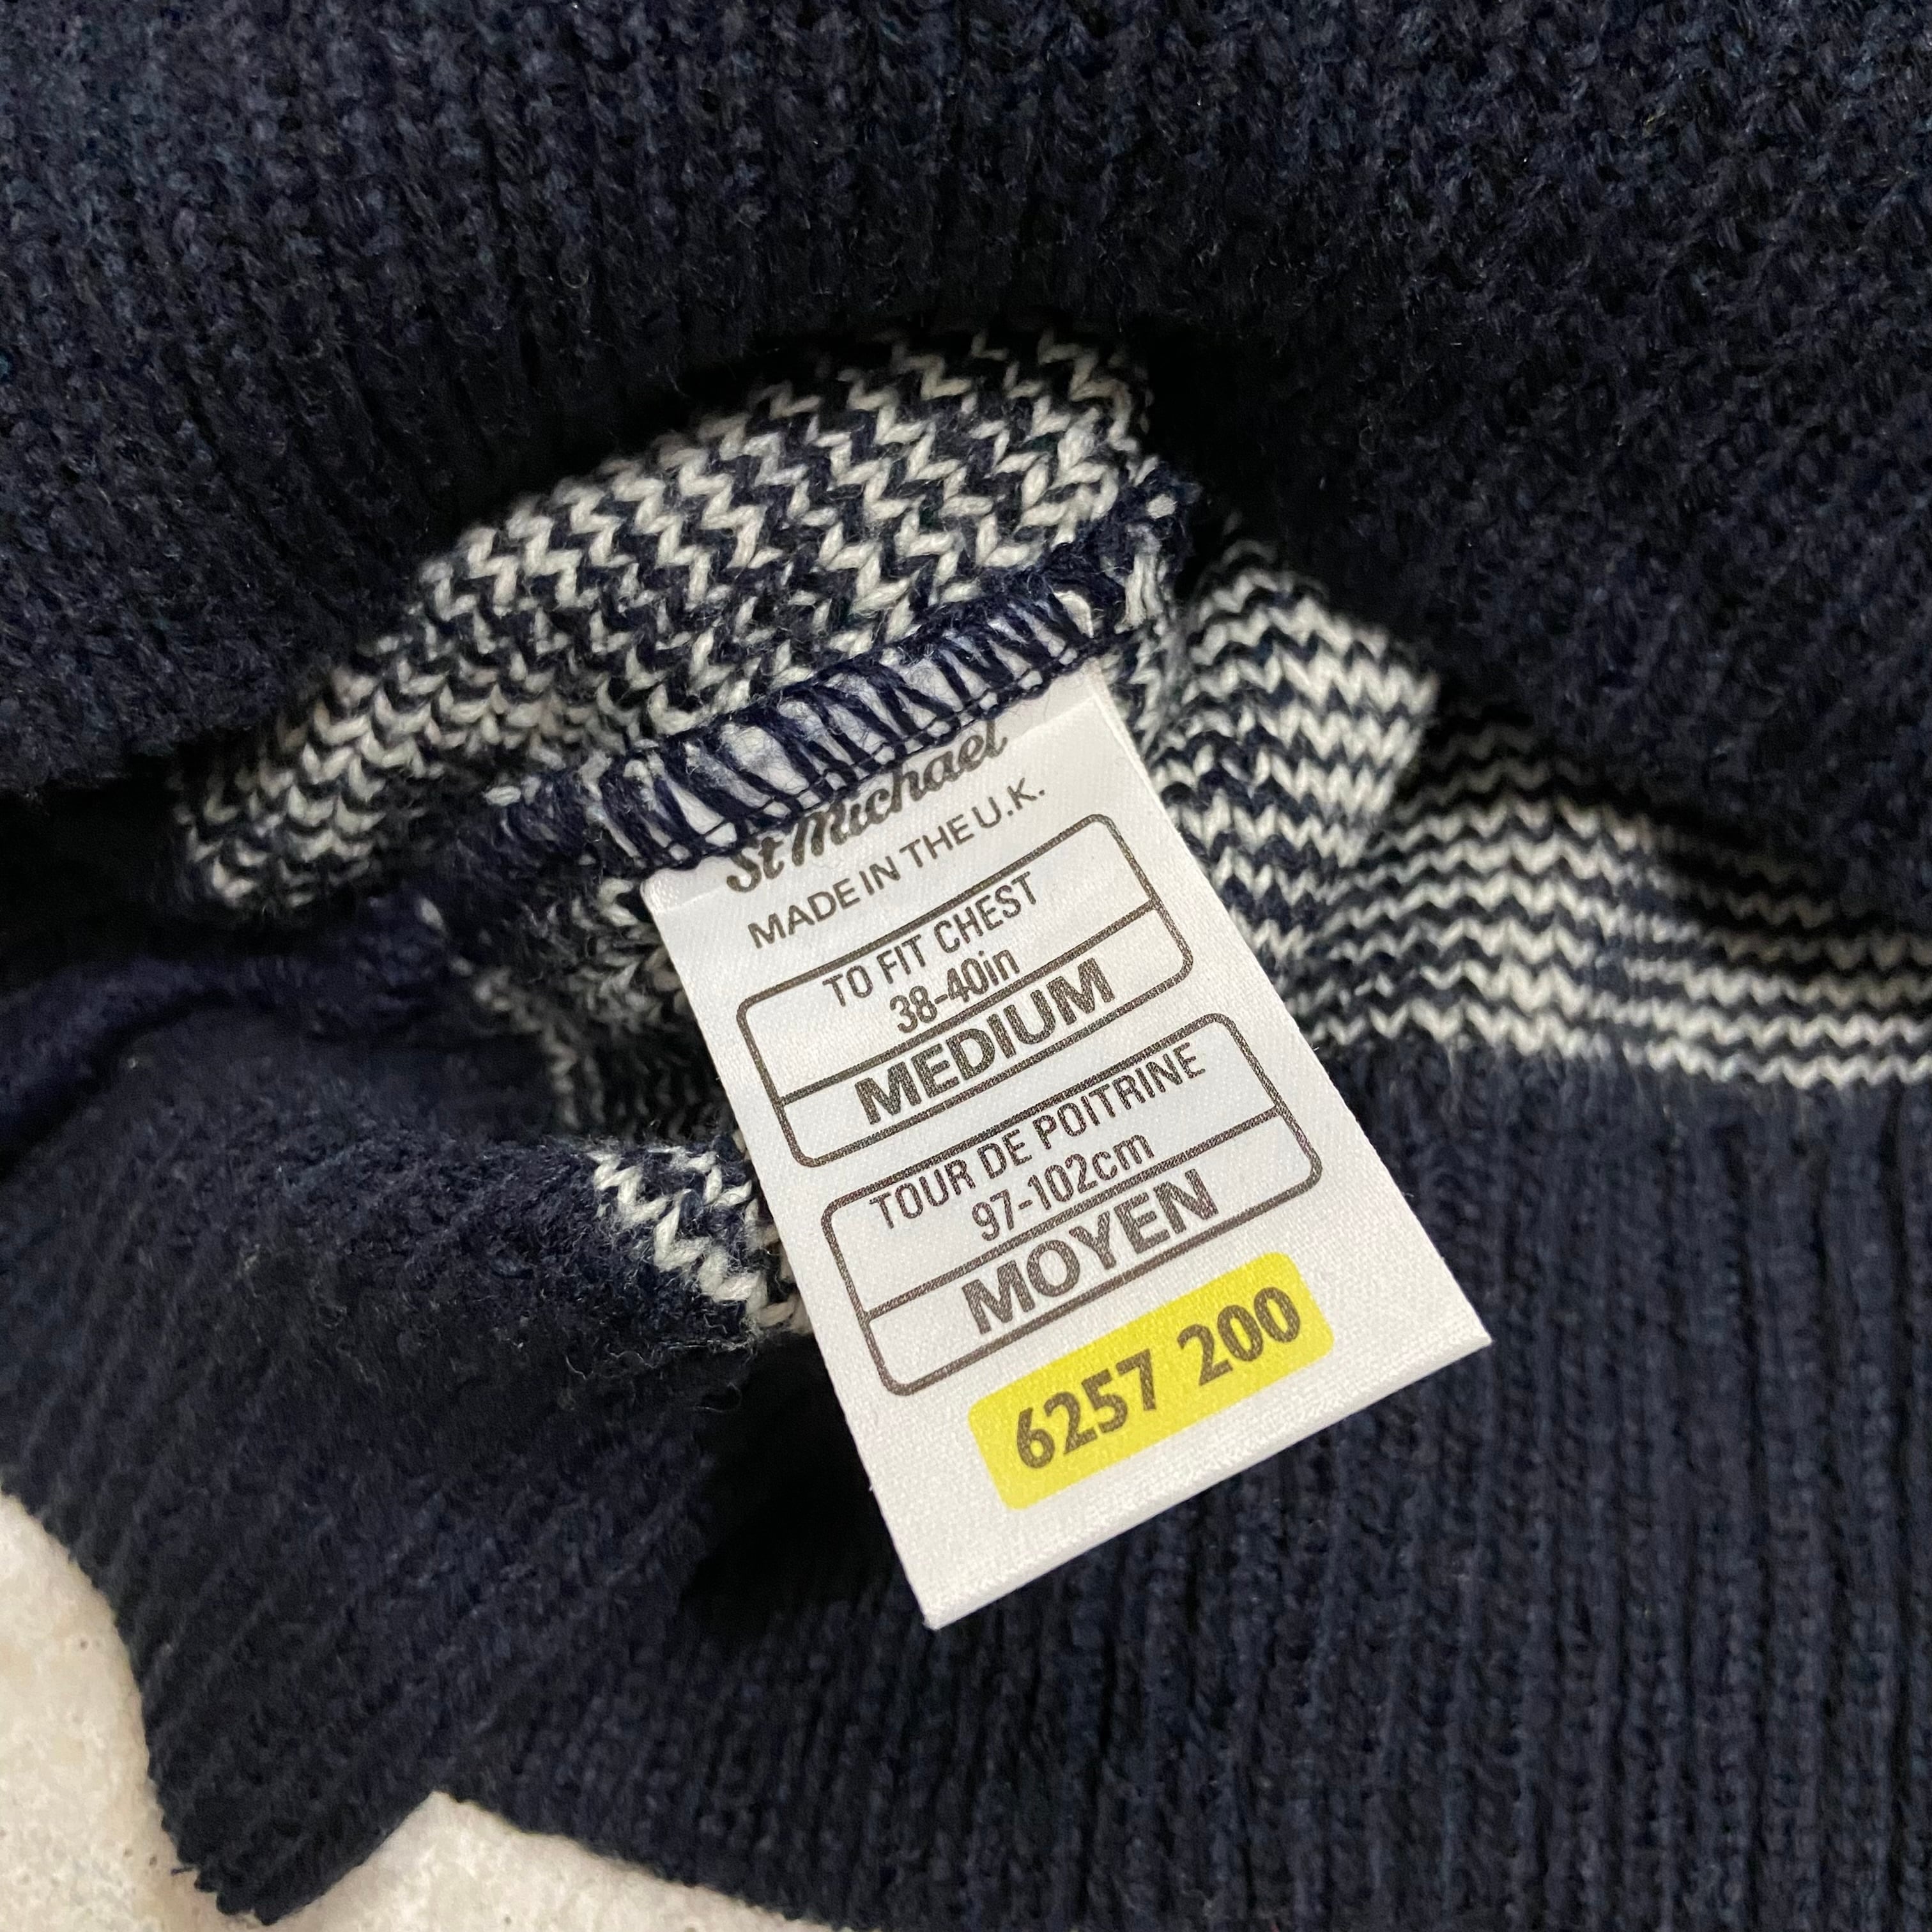 St Michael
MADE IN THE U.K.
TO FIT CHEST
38-40in
MEDIUM
TOUR DE POITRINE
97-102cm
MOYEN
6257 200